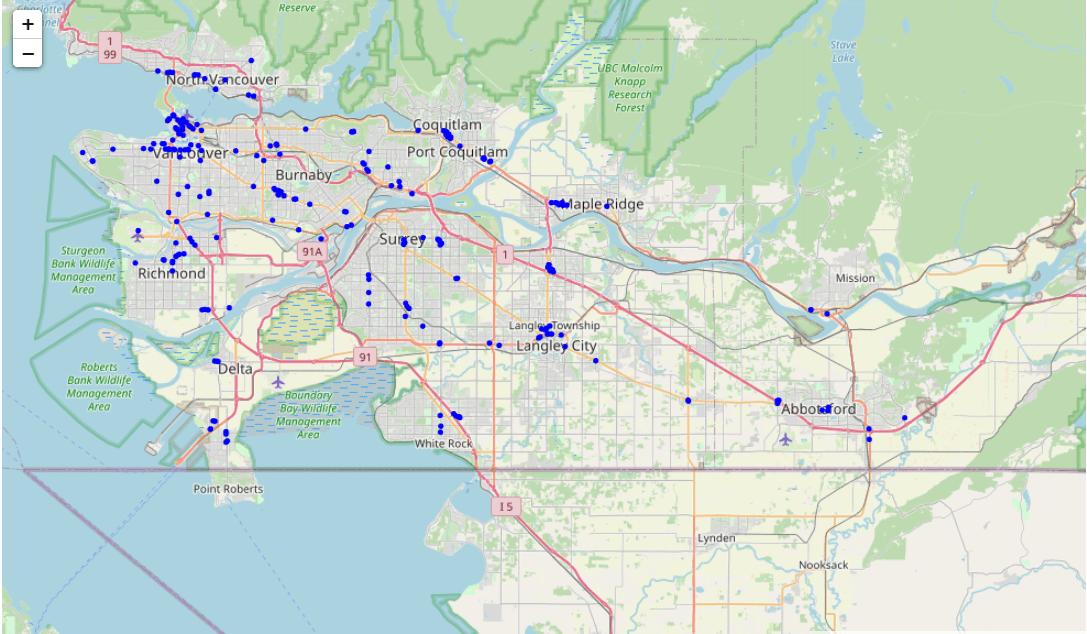 Charlotte
Channel
Reserve
+
−
1
99
Stave
Lake
UBC Malcolm
Knapp
Research
Forest
North Vancouver
Coquitlam
Port Coquitlam
Vancouver
Burnaby
Maple Ridge
Surrey
Sturgeon
Bank Wildlife
Management
Area
91A
1
Richmond
Mission
Langley Township
Langley City
91
Delta
Roberts
Bank Wildlife
Management
Area
Boundary
Bay Wildlife
Management
Area
Abbotsford
White Rock
Point Roberts
I 5
Lynden
Nooksack